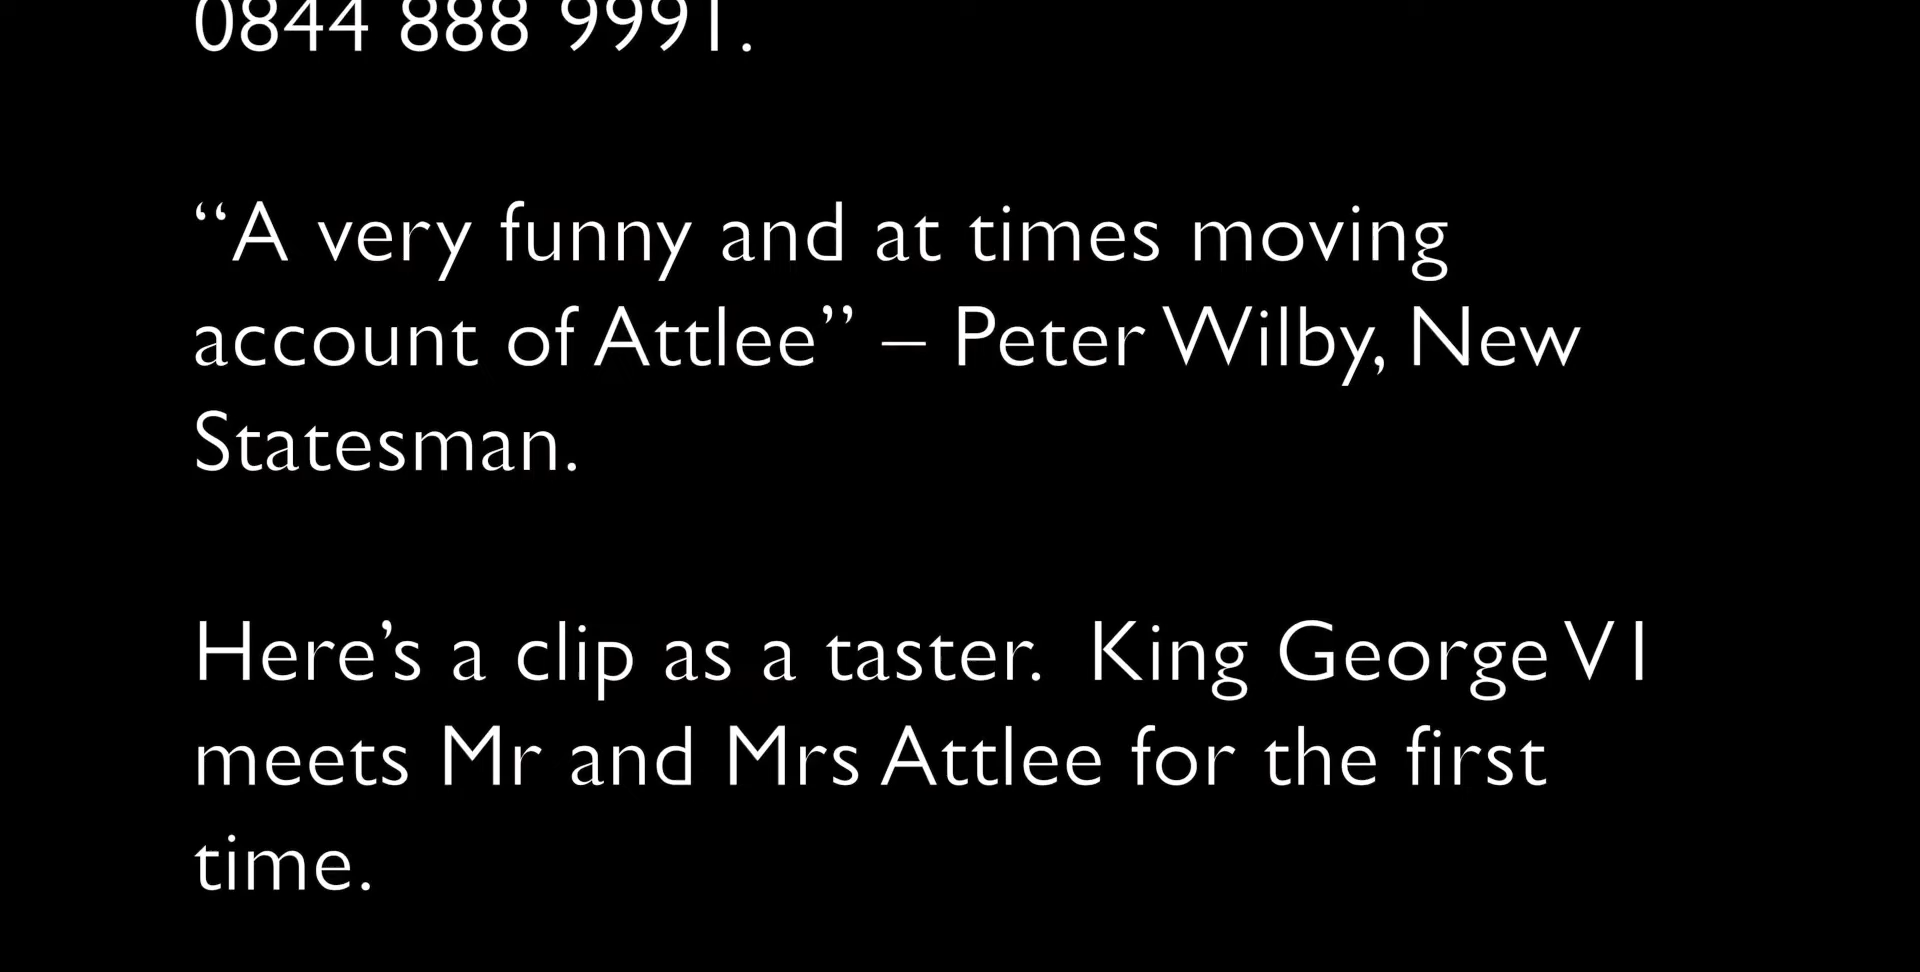 0844 888 9991.
“A very funny and at times moving
account of Attlee” – Peter Wilby, New
Statesman.
Here’s a clip as a taster.  King George V1
meets Mr and Mrs Attlee for the first
time.